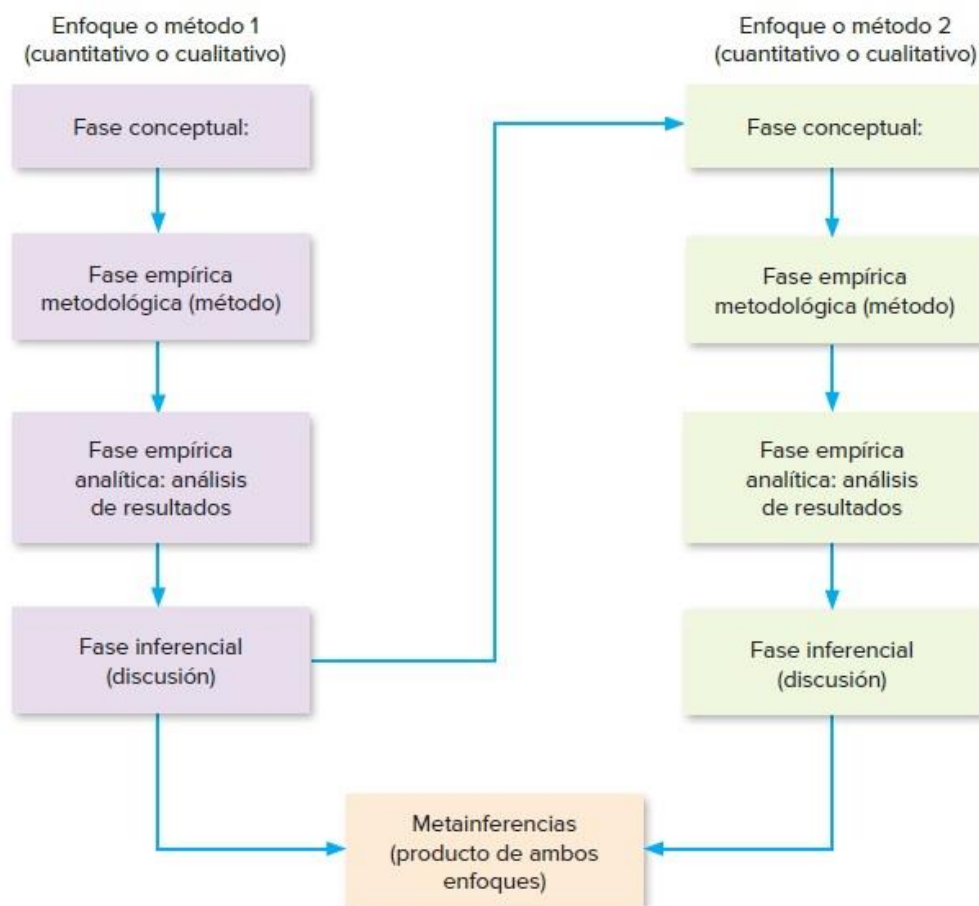 Enfoque o método 1
(cuantitativo o cualitativo)
Fase conceptual:
Fase empírica
metodológica (método)
Fase empírica
analítica: análisis
de resultados
Fase inferencial
(discusión)
Enfoque o método 2
(cuantitativo o cualitativo)
Fase conceptual:
Fase empírica
metodológica (método)
Fase empírica
analítica: análisis
de resultados
Fase inferencial
(discusión)
Metainferencias
(producto de ambos
enfoques)